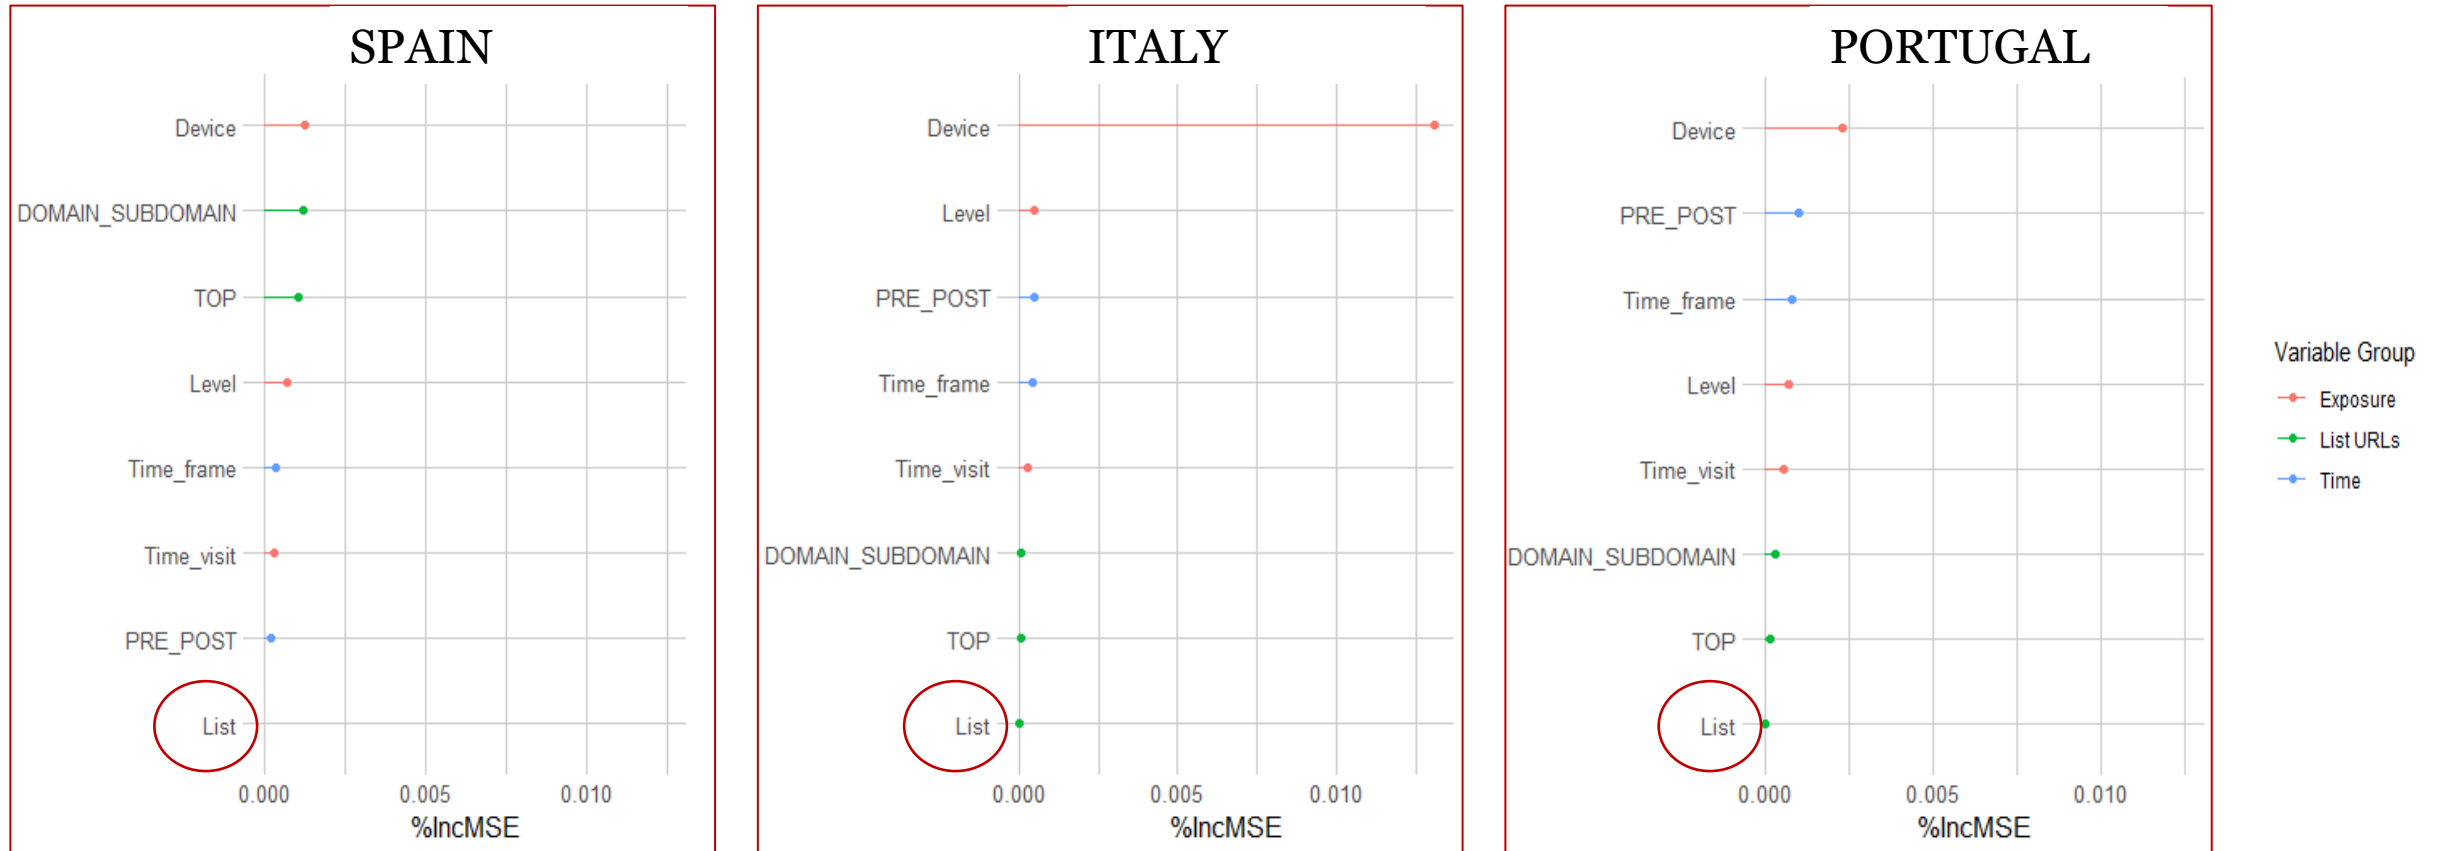 SPAIN
Device
DOMAIN_SUBDOMAIN
TOP
Level
Time_frame
Time_visit
PRE_POST
List
0.000 0.005 0.010
%IncMSE
ITALY
Device
Level
PRE_POST
Time_frame
Time_visit
DOMAIN_SUBDOMAIN
TOP
List
0.000 0.005 0.010
%IncMSE
PORTUGAL
Device
PRE_POST
Time_frame
Level
Time_visit
DOMAIN_SUBDOMAIN
TOP
List
0.000 0.005 0.010
%IncMSE
Variable Group
Exposure
List URLs
Time